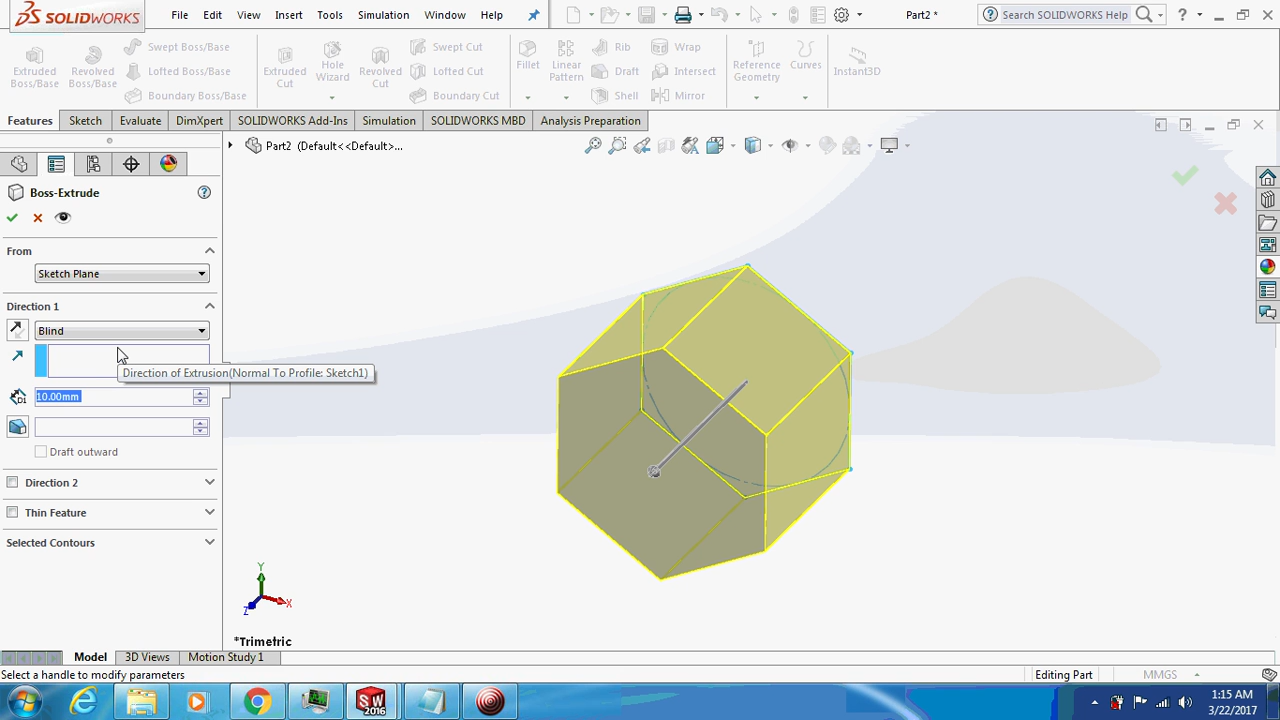 SOLIDWORKS File Edit View Insert Tools Simulation Window Help Part2 * Search SOLIDWORKS Help ?
Extruded Boss/Base
Revolved Boss/Base
Swept Boss/Base
Lofted Boss/Base
Boundary Boss/Base
Extruded Cut
Hole Wizard
Revolved Cut
Swept Cut
Lofted Cut
Boundary Cut
Fillet
Linear Pattern
Rib
Draft
Shell
Wrap
Intersect
Mirror
Reference Geometry
Curves
Instant3D
Features Sketch Evaluate DimXpert SOLIDWORKS Add-Ins Simulation SOLIDWORKS MBD Analysis Preparation
Part2 (Default<<Default>...
Boss-Extrude ?
From
Sketch Plane
Direction 1
Blind
Direction of Extrusion(Normal To Profile: Sketch1)
D1 10.00mm
Draft outward
Direction 2
Thin Feature
Selected Contours
Y
Z X
*Trimetric
Model 3D Views Motion Study 1
Select a handle to modify parameters Editing Part MMGS
SW 2016
1:15 AM
3/22/2017